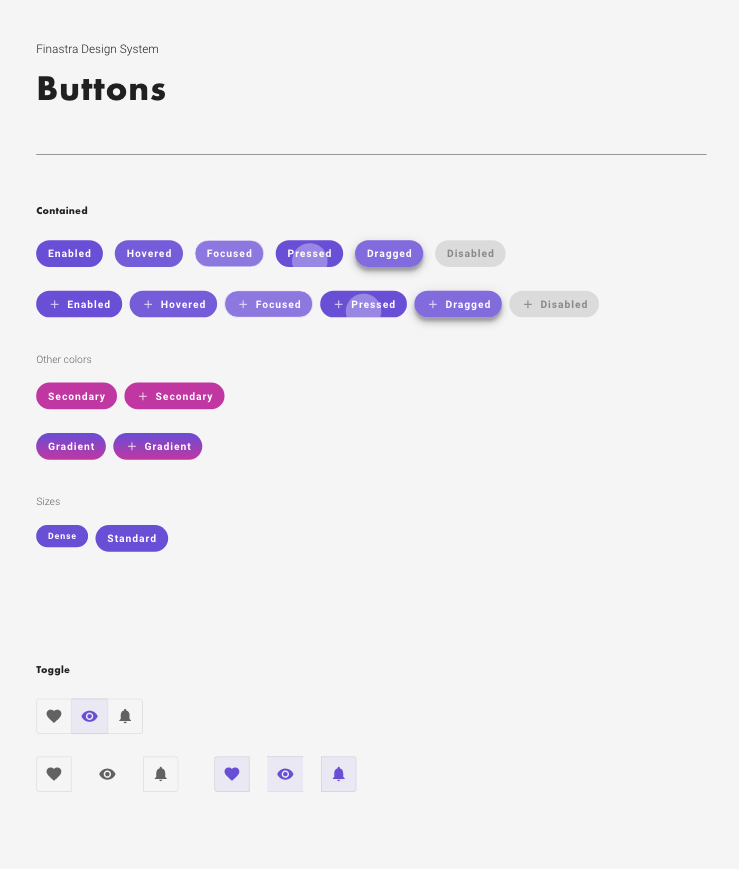 Finastra Design System
Buttons
Contained
Enabled Hovered Focused Pressed Dragged Disabled
+ Enabled + Hovered + Focused + Pressed + Dragged + Disabled
Other colors
Secondary + Secondary
Gradient + Gradient
Sizes
Dense Standard
Toggle